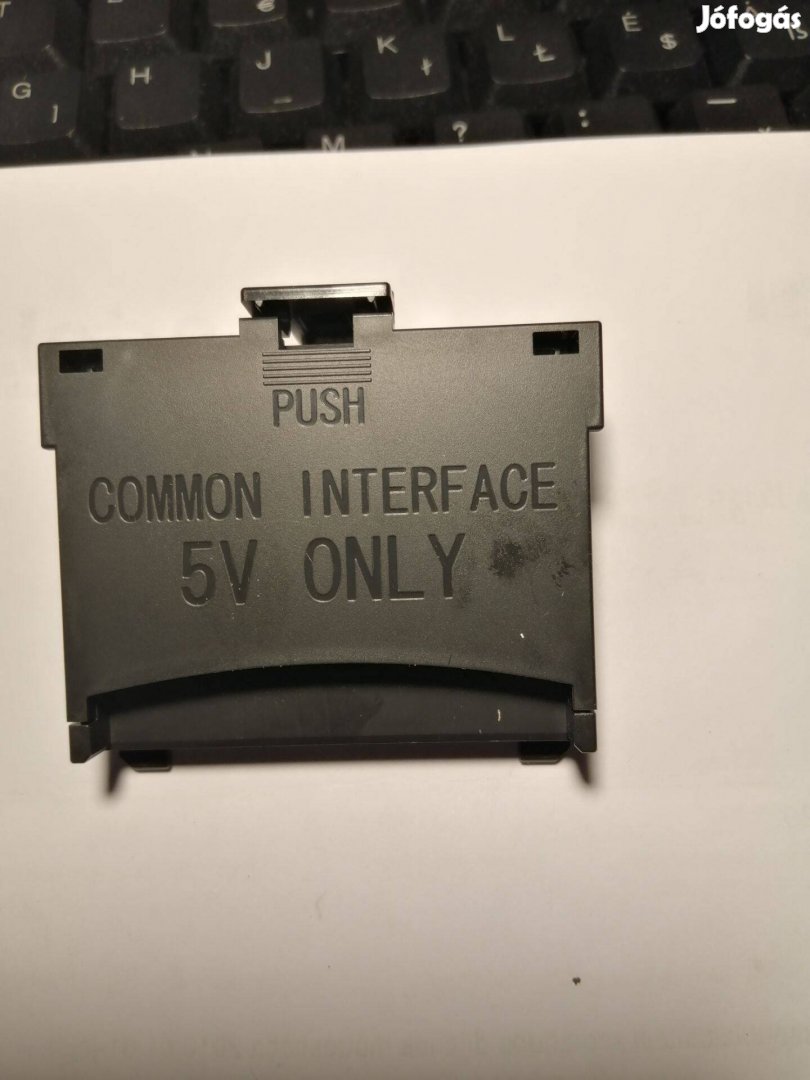 Jófogás
€
G ]
H
J
K ł
L Ł
É $
M
?
:
-
PUSH
COMMON INTERFACE
5V ONLY